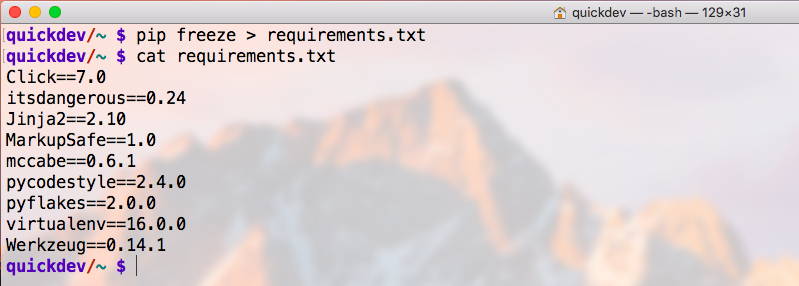 quickdev — -bash — 129×31
quickdev/~ $ pip freeze > requirements.txt
quickdev/~ $ cat requirements.txt
Click==7.0
itsdangerous==0.24
Jinja2==2.10
MarkupSafe==1.0
mccabe==0.6.1
pycodestyle==2.4.0
pyflakes==2.0.0
virtualenv==16.0.0
Werkzeug==0.14.1
quickdev/~ $